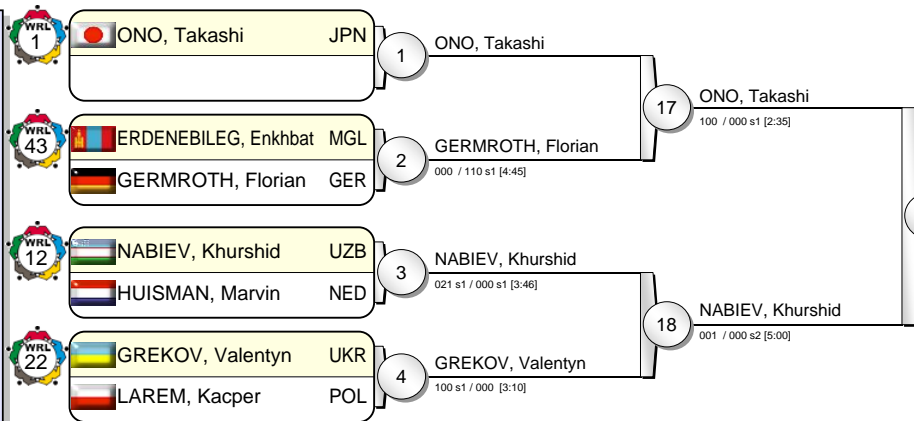 WRL
1
ONO, Takashi JPN
1
ONO, Takashi
WRL
43
ERDENEBILEG, Enkhbat MGL
GERMROTH, Florian GER
2
GERMROTH, Florian
000 / 110 s1 [4:45]
17
ONO, Takashi
100 / 000 s1 [2:35]
WRL
12
NABIEV, Khurshid UZB
HUISMAN, Marvin NED
3
NABIEV, Khurshid
021 s1 / 000 s1 [3:46]
WRL
22
GREKOV, Valentyn UKR
LAREM, Kacper POL
4
GREKOV, Valentyn
100 s1 / 000 [3:10]
18
NABIEV, Khurshid
001 / 000 s2 [5:00]